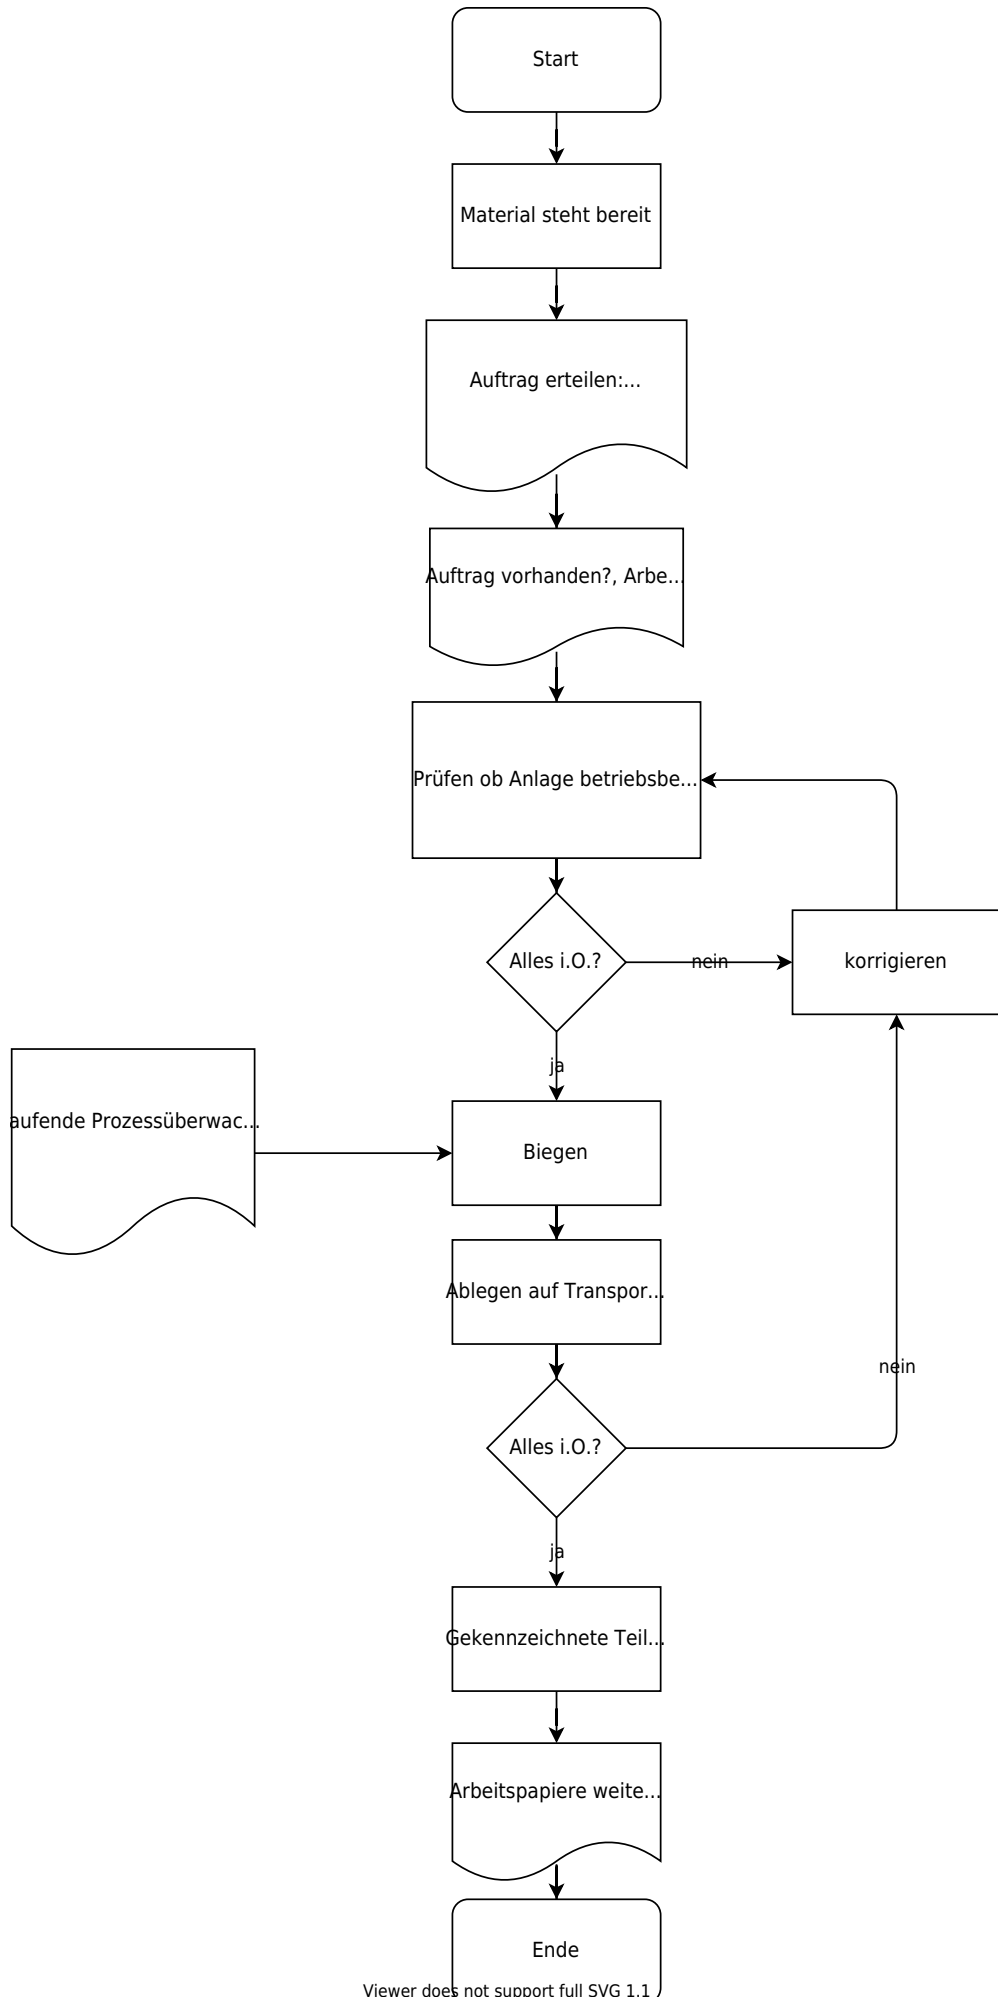 Start
Material steht bereit
Auftrag erteilen:...
Auftrag vorhanden?, Arbe...
Prüfen ob Anlage betriebsbe...
Alles i.O.?
nein
korrigieren
ja
aufende Prozessüberwac...
Biegen
Ablegen auf Transpor...
nein
Alles i.O.?
ja
Gekennzeichnete Teil...
Arbeitspapiere weite...
Ende
Viewer does not support full SVG 1.1